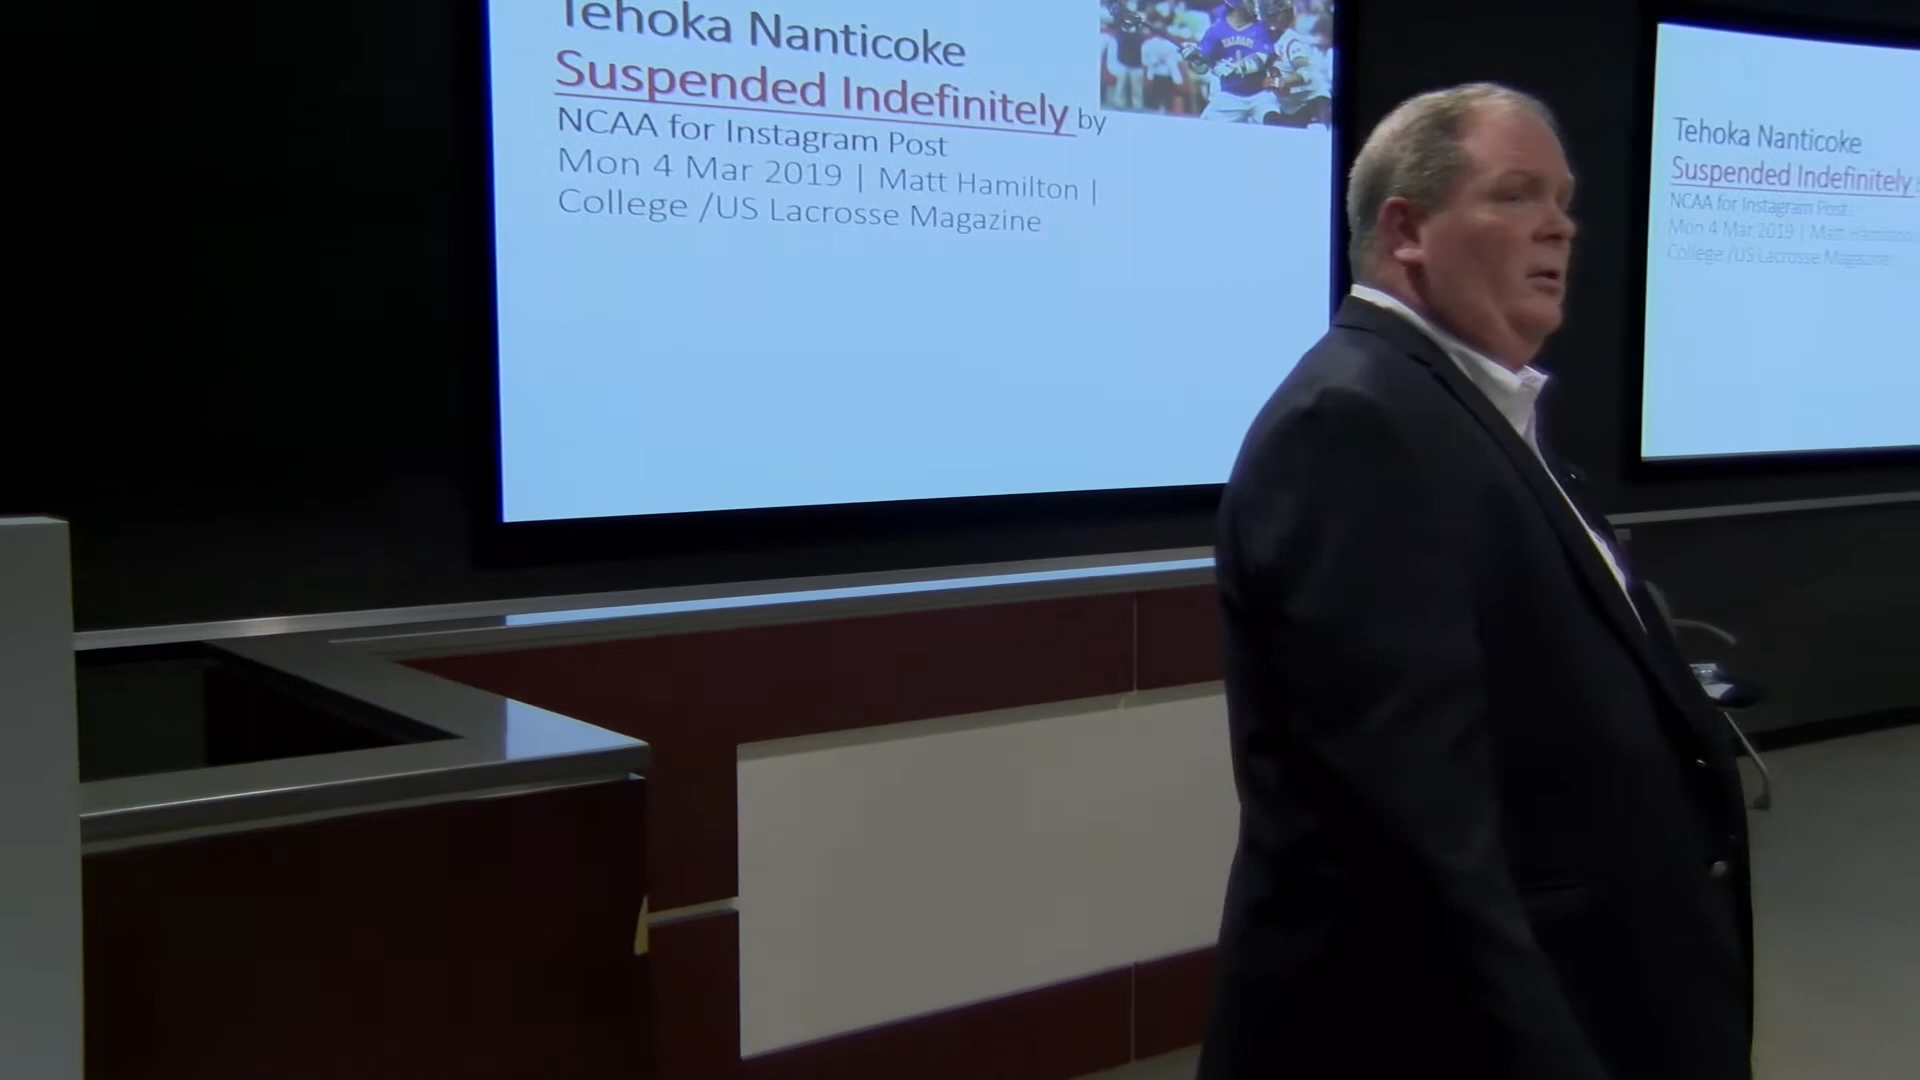 Tehoka Nanticoke
Suspended Indefinitely by
NCAA for Instagram Post
Mon 4 Mar 2019 | Matt Hamilton |
College /US Lacrosse Magazine
Tehoka Nanticoke
Suspended Indefinitely
NCAA for Instagram Post
Mon 4 Mar 2019 | Matt Hamilton
College /US Lacrosse Magazine